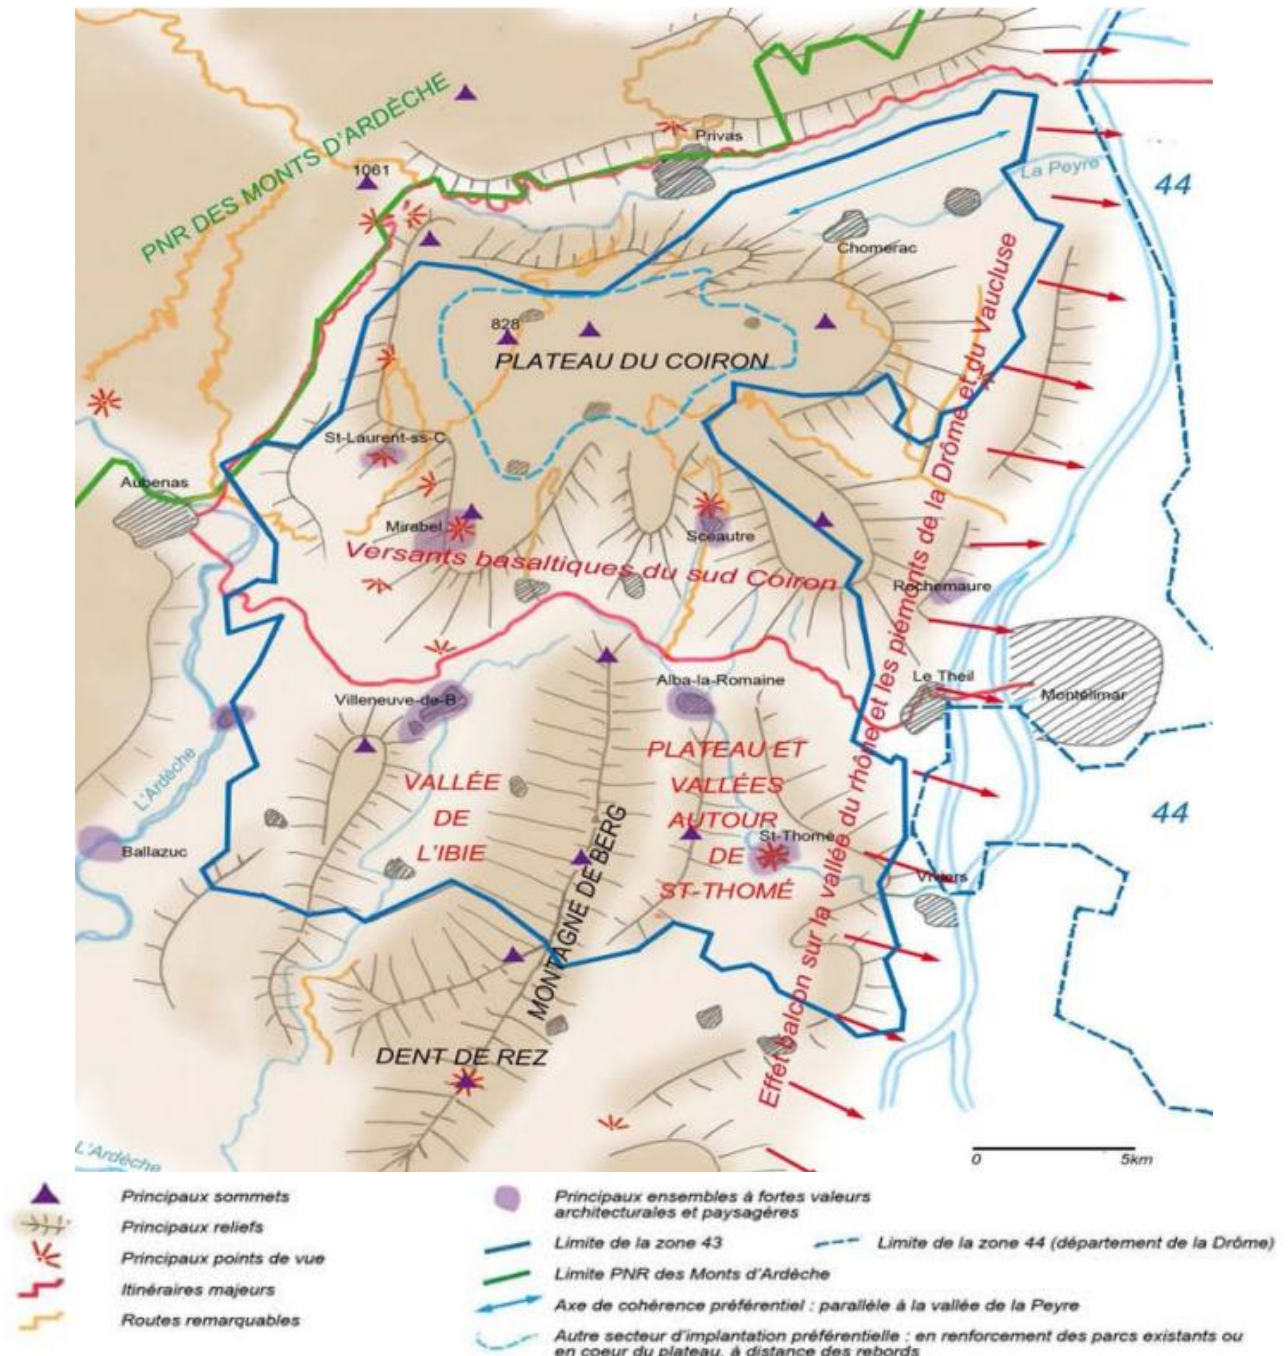 PNR DES MONTS D'ARDÈCHE
1061
Privas
La Peyre
44
Chomerac
828
PLATEAU DU COIRON
St-Laurent-ss-C
Aubenas
Mirabel
Sceautre
Versants basaltiques du sud Coiron
Rochemaure
Effet balcon sur la vallée du rhône et les piemonts de la Drôme et du Vaucluse
Villeneuve-de-B
Alba-la-Romaine
Le Theil
Montélimar
L'Ardèche
VALLÉE
DE
L'IBIE
MONTAGNE DE BERG
PLATEAU ET
VALLÉES
AUTOUR
DE
ST-THOMÉ
St-Thomé
44
Ballazuc
Viviers
DENT DE REZ
L'Ardèche
0 5km
Principaux sommets
Principaux reliefs
Principaux points de vue
Itinéraires majeurs
Routes remarquables
Principaux ensembles à fortes valeurs
architecturales et paysagères
Limite de la zone 43
Limite de la zone 44 (département de la Drôme)
Limite PNR des Monts d'Ardèche
Axe de cohérence préférentiel : parallèle à la vallée de la Peyre
Autre secteur d'implantation préférentielle : en renforcement des parcs existants ou
en coeur du plateau, à distance des rebords